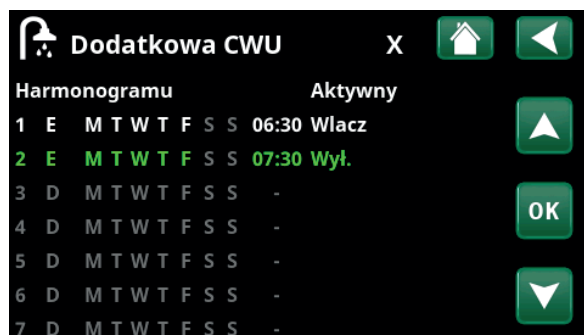 Dodatkowa CWU X
Harmonogramu Aktywny
1 E M T W T F S S 06:30 Wlacz
2 E M T W T F S S 07:30 Wył.
3 D M T W T F S S -
4 D M T W T F S S -
OK
5 D M T W T F S S -
6 D M T W T F S S -
7 D M T W T F S S -